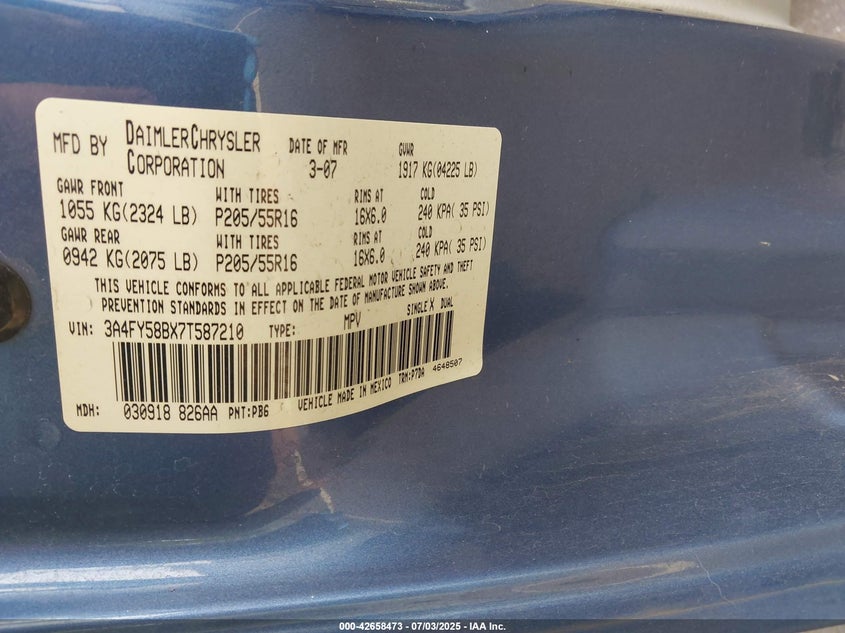 MFD BY DAIMLERCHRYSLER CORPORATION
DATE OF MFR 3-07
GVWR 1917 KG(04225 LB)
GAWR FRONT WITH TIRES RIMS AT COLD
1055 KG(2324 LB) P205/55R16 16X6.0 240 KPA( 35 PSI)
GAWR REAR WITH TIRES RIMS AT COLD
0942 KG(2075 LB) P205/55R16 16X6.0 240 KPA( 35 PSI)
THIS VEHICLE CONFORMS TO ALL APPLICABLE FEDERAL MOTOR VEHICLE SAFETY AND THEFT
PREVENTION STANDARDS IN EFFECT ON THE DATE OF MANUFACTURE SHOWN ABOVE.
VIN: 3A4FY58BX7T587210 TYPE: MPV SINGLE X DUAL
MDH: 030918 826AA PNT:PB6 VEHICLE MADE IN MEXICO TRM:P7DA 4648507
000-42658473 - 07/03/2025 - IAA Inc.